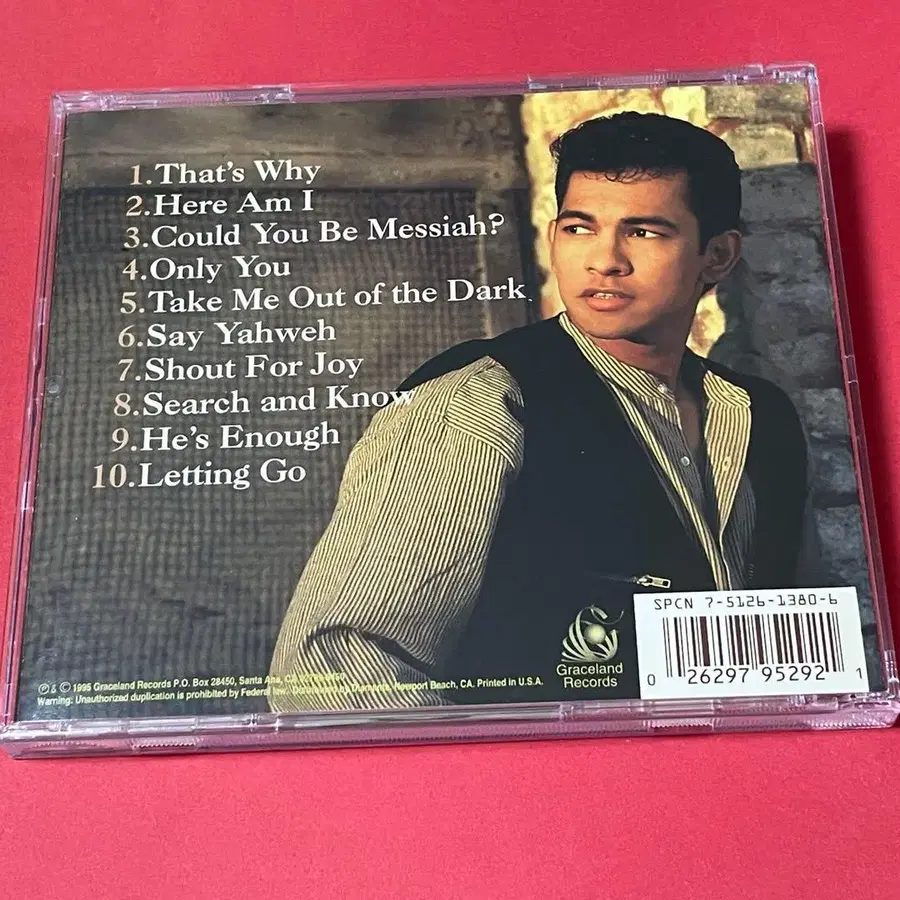 1. That's Why
2. Here Am I
3. Could You Be Messiah?
4. Only You
5. Take Me Out of the Dark
6. Say Yahweh
7. Shout For Joy
8. Search and Know
9. He's Enough
10. Letting Go
SPCN 7-5126-1380-6
0 26297 95292 1
Graceland
Records
℗ & © 1995 Graceland Records P.O. Box 28450, Santa Ana, CA
Warning: Unauthorized duplication is prohibited by Federal law. Distributed by Diamante, Newport Beach, CA. Printed in U.S.A.